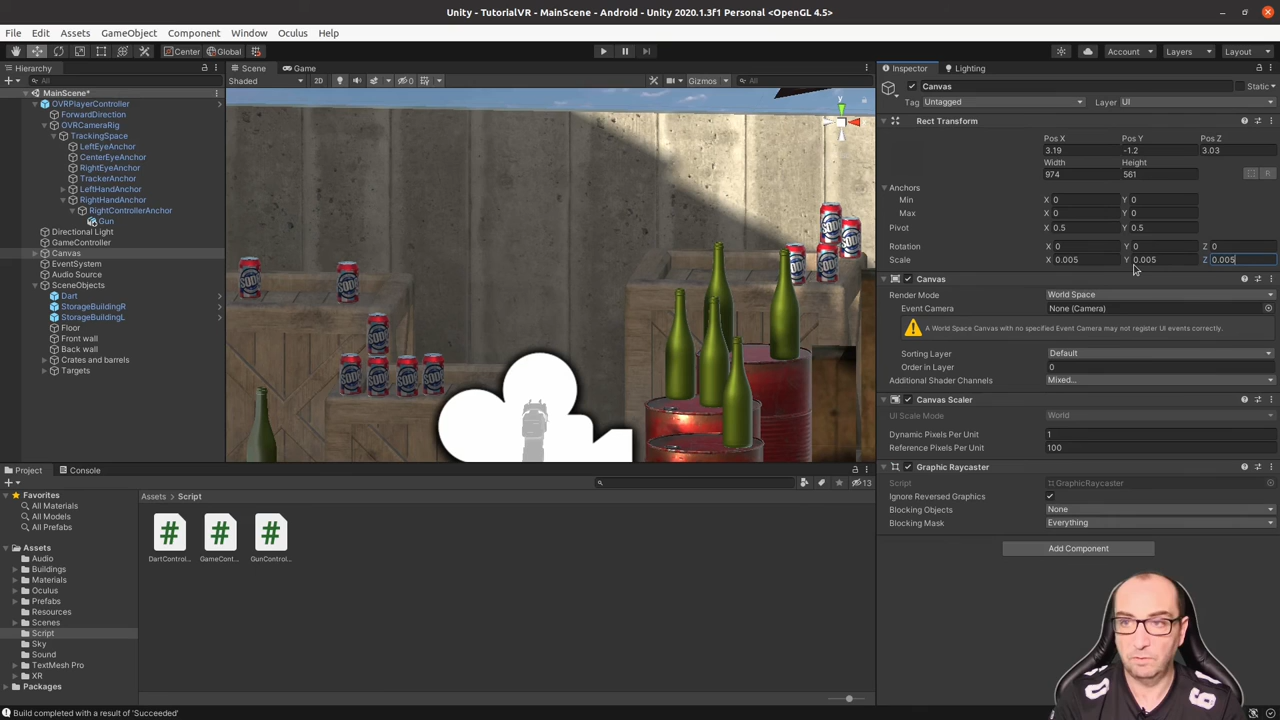 Unity - TutorialVR - MainScene - Android - Unity 2020.1.3f1 Personal <OpenGL 4.5>
File Edit Assets GameObject Component Window Oculus Help
Center Global Account Layers Layout
Hierarchy
All
MainScene*
OVRPlayerController
ForwardDirection
OVRCameraRig
TrackingSpace
LeftEyeAnchor
CenterEyeAnchor
RightEyeAnchor
TrackerAnchor
LeftHandAnchor
RightHandAnchor
RightControllerAnchor
Gun
Directional Light
GameController
Canvas
EventSystem
Audio Source
SceneObjects
Dart
StorageBuildingR
StorageBuildingL
Floor
Front wall
Back wall
Crates and barrels
Targets
Scene Game
Shaded 2D 0 Gizmos All
y
SODA
Inspector Lighting
Canvas Static
Tag Untagged Layer UI
Rect Transform
Pos X Pos Y Pos Z
3.19 -1.2 3.03
Width Height
974 561
R
Anchors
Min X 0 Y 0
Max X 0 Y 0
Pivot X 0.5 Y 0.5
Rotation X 0 Y 0 Z 0
Scale X 0.005 Y 0.005 Z 0.005
Canvas
Render Mode World Space
Event Camera None (Camera)
A World Space Canvas with no specified Event Camera may not register UI events correctly.
Sorting Layer Default
Order in Layer 0
Additional Shader Channels Mixed...
Canvas Scaler
UI Scale Mode World
Dynamic Pixels Per Unit 1
Reference Pixels Per Unit 100
Graphic Raycaster
Script GraphicRaycaster
Ignore Reversed Graphics
Blocking Objects None
Blocking Mask Everything
Add Component
Project Console
13
Favorites
All Materials
All Models
All Prefabs
Assets
Audio
Buildings
Materials
Oculus
Prefabs
Resources
Scenes
Script
Sky
Sound
TextMesh Pro
XR
Packages
Assets > Script
DartControl... GameCont... GunControl...
Build completed with a result of 'Succeeded'